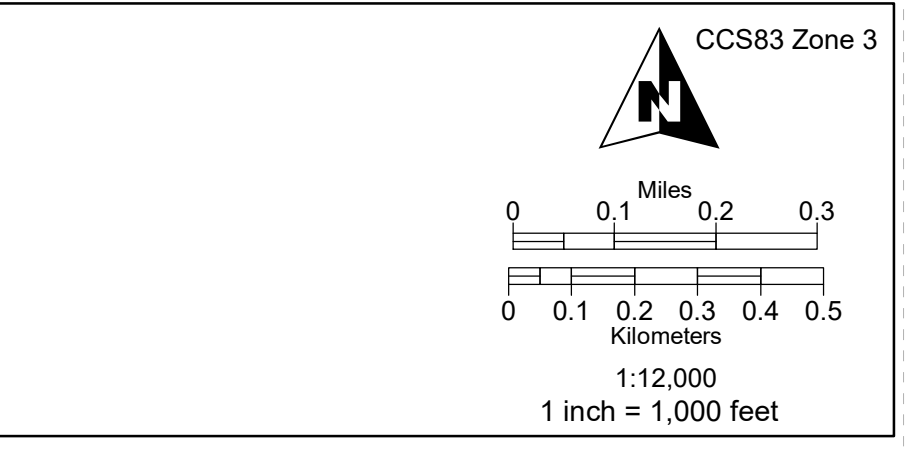 CCS83 Zone 3
N
Miles
0 0.1 0.2 0.3
0 0.1 0.2 0.3 0.4 0.5
Kilometers
1:12,000
1 inch = 1,000 feet